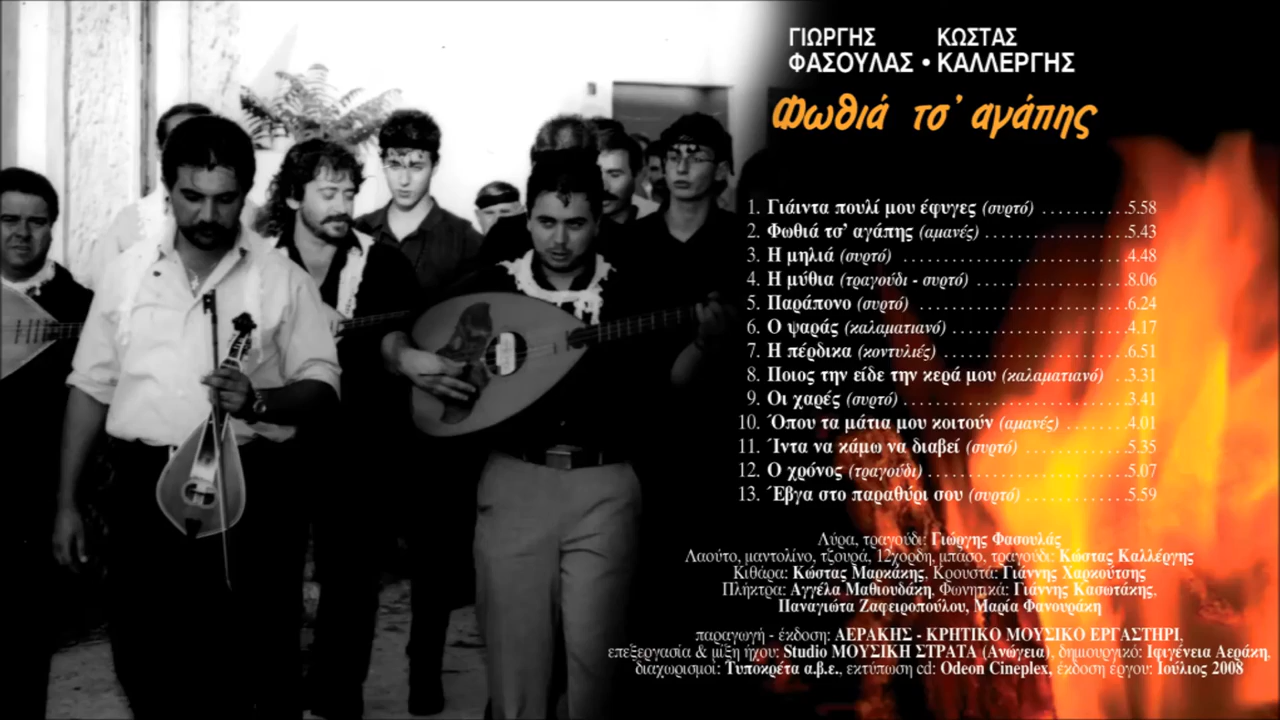 ΓΙΩΡΓΗΣ ΚΩΣΤΑΣ
ΦΑΣΟΥΛΑΣ • ΚΑΛΛΕΡΓΗΣ
Φωθιά τσ' αγάπης
1. Γιάιντα πουλί μου έφυγες (συρτό) ...........5.58
2. Φωθιά τσ' αγάπης (αμανές) ....................5.43
3. Η μηλιά (συρτό) ................................4.48
4. Η μύθια (τραγούδι - συρτό) ......................8.06
5. Παράπονο (συρτό) .............................6.24
6. Ο ψαράς (καλαματιανό) ........................4.17
7. Η πέρδικα (κοντυλιές) .........................6.51
8. Ποιος την είδε την κερά μου (καλαματιανό) ..3.31
9. Οι χαρές (συρτό) ...............................3.41
10. Όπου τα μάτια μου κοιτούν (αμανές) ........4.01
11. Ίντα να κάμω να διαβεί (συρτό) ..............5.35
12. Ο χρόνος (τραγούδι) ...........................5.07
13. Έβγα στο παραθύρι σου (συρτό) ..............5.59
Λύρα, τραγούδι: Γιώργης Φασουλάς
Λαούτο, μαντολίνο, τζουρά, 12χορδη, μπάσο, τραγούδι: Κώστας Καλλέργης
Κιθάρα: Κώστας Μαρκάκης, Κρουστά: Γιάννης Χαρκούτσης
Πλήκτρα: Αγγέλα Μαθιουδάκη, Φωνητικά: Γιάννης Κασωτάκης,
Παναγιώτα Ζαφειροπούλου, Μαρία Φανουράκη
παραγωγή - έκδοση: ΑΕΡΑΚΗΣ - ΚΡΗΤΙΚΟ ΜΟΥΣΙΚΟ ΕΡΓΑΣΤΗΡΙ,
επεξεργασία & μίξη ήχου: Studio ΜΟΥΣΙΚΗ ΣΤΡΑΤΑ (Ανώγεια), δημιουργικό: Ιφιγένεια Αεράκη,
διαχωρισμοί: Τυποκρέτα α.β.ε., εκτύπωση cd: Odeon Cineplex, έκδοση έργου: Ιούλιος 2008